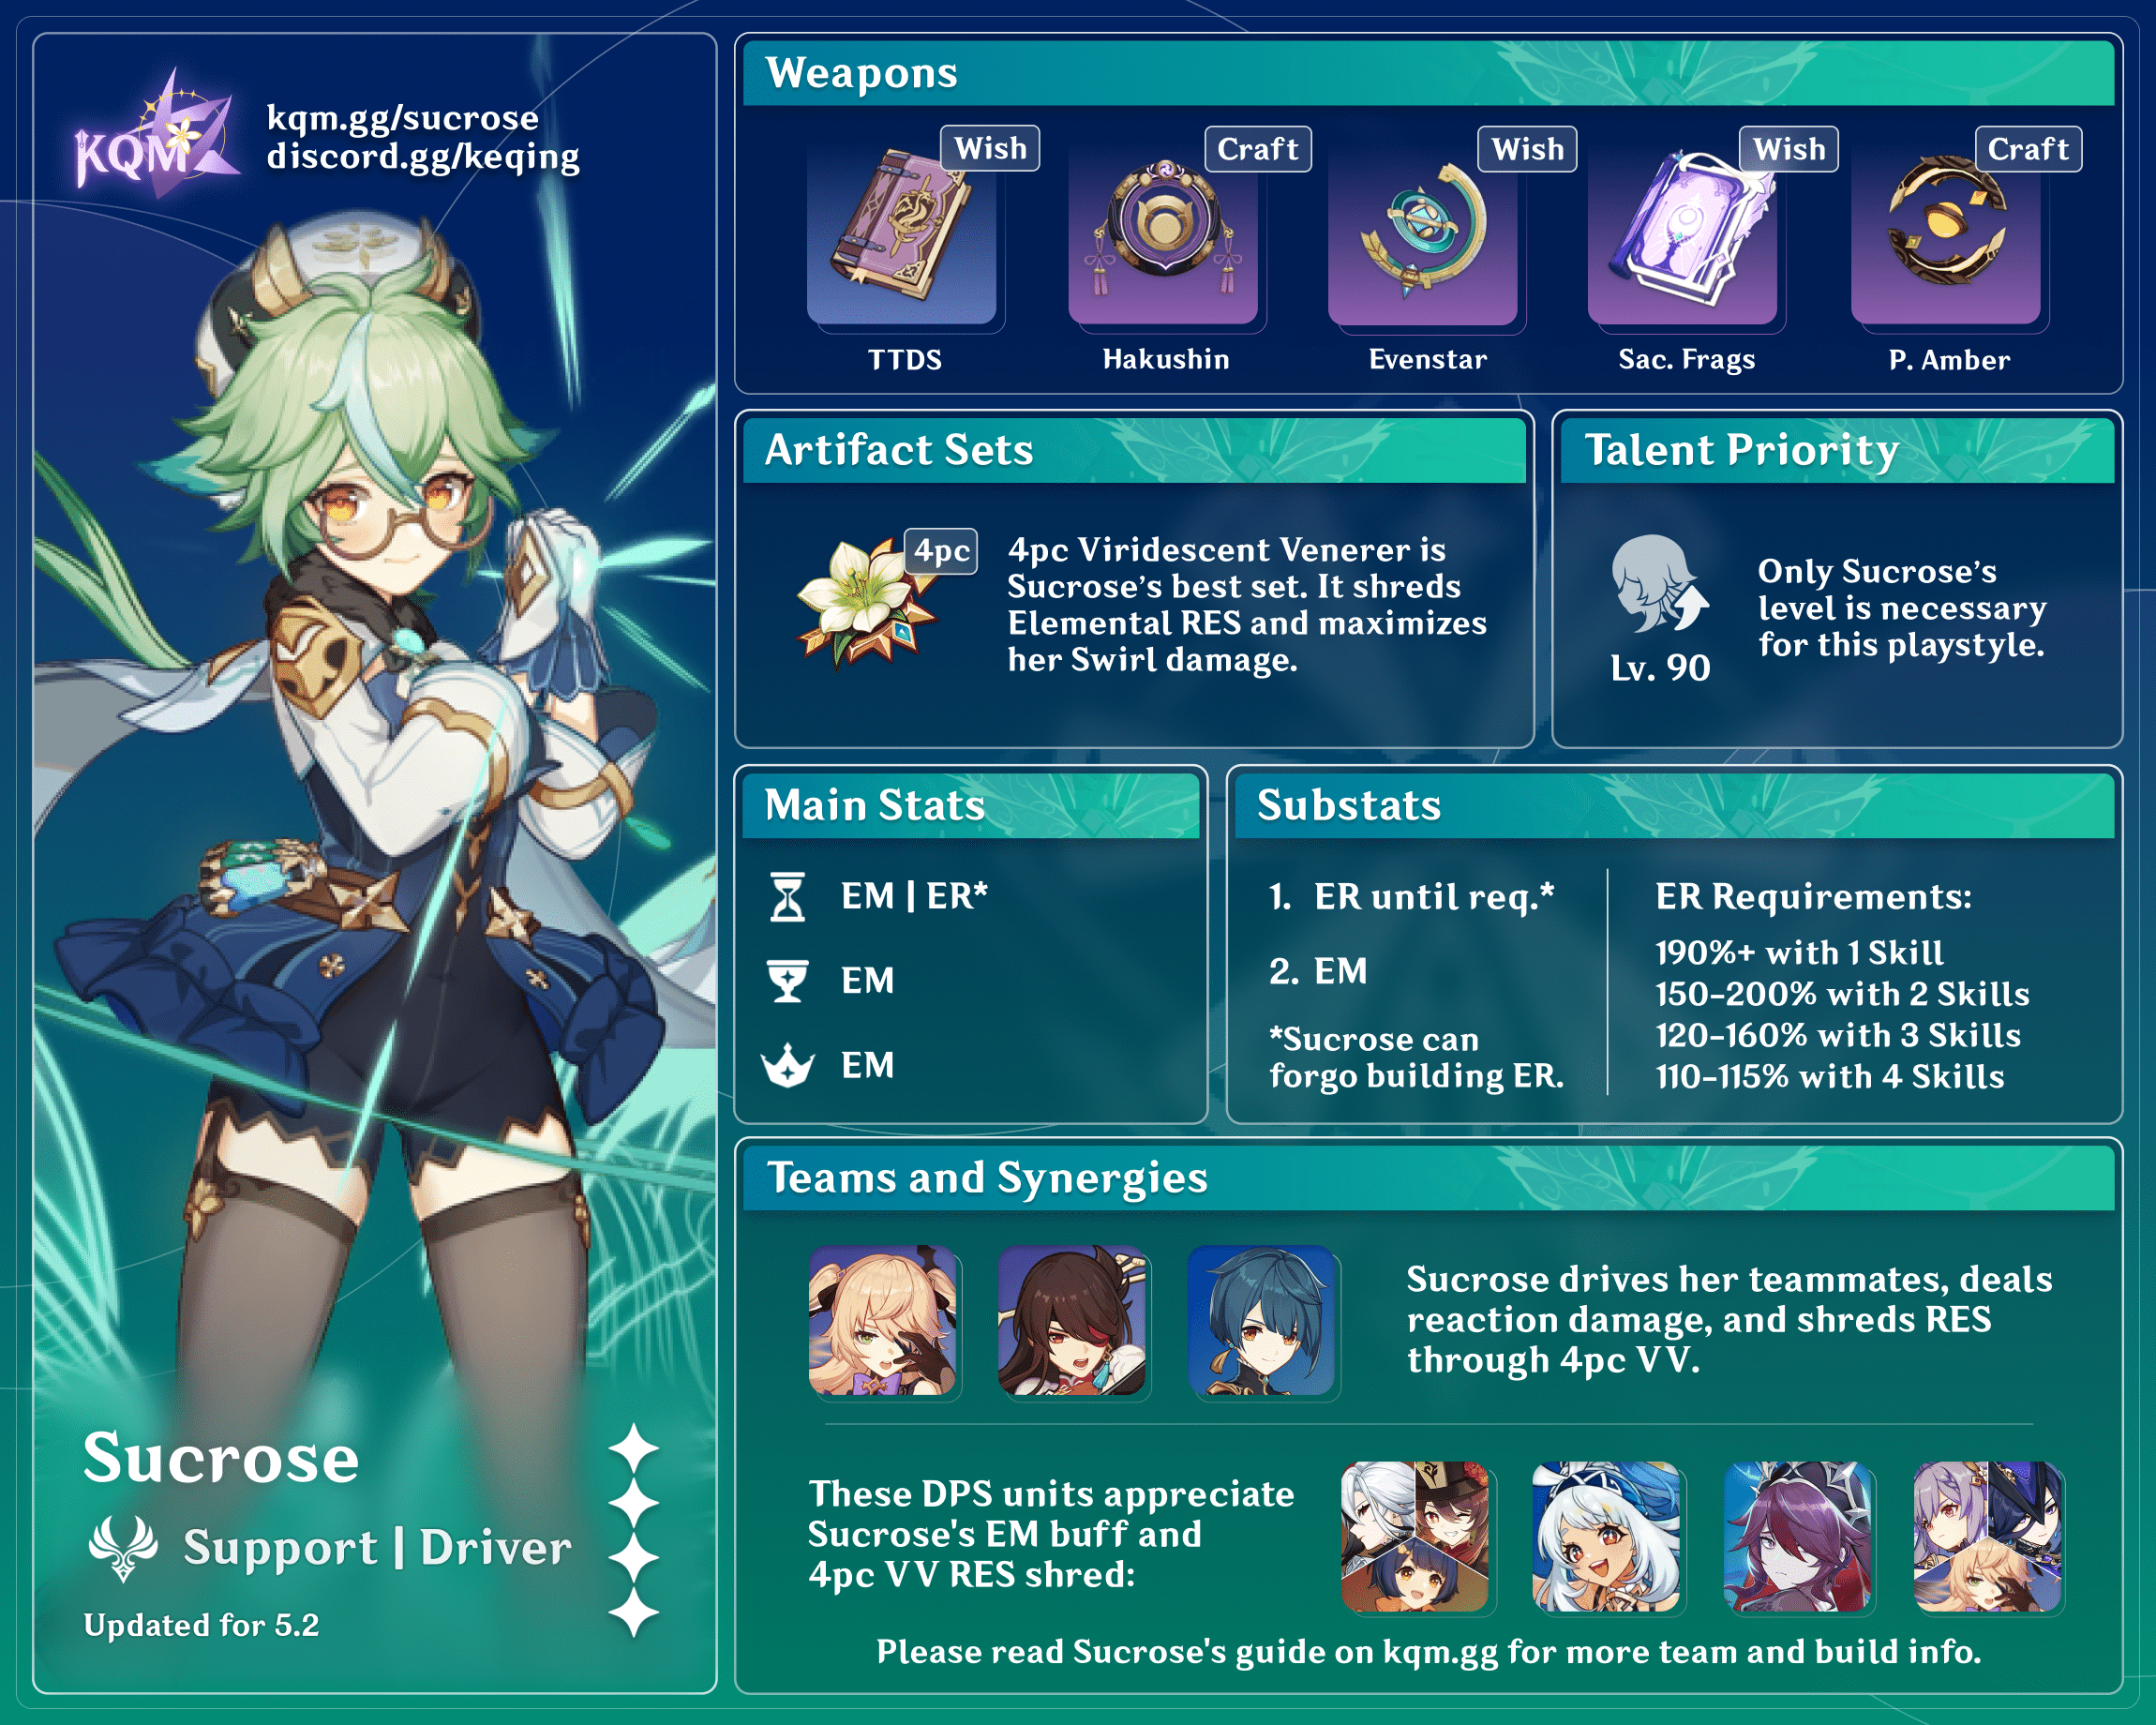 KQM
kqm.gg/sucrose
discord.gg/keqing
Sucrose
Support | Driver
Updated for 5.2
Weapons
Wish
Craft
Wish
Wish
Craft
TTDS
Hakushin
Evenstar
Sac. Frags
P. Amber
Artifact Sets
4pc
4pc Viridescent Venerer is
Sucrose's best set. It shreds
Elemental RES and maximizes
her Swirl damage.
Talent Priority
Lv. 90
Only Sucrose's
level is necessary
for this playstyle.
Main Stats
EM | ER*
EM
EM
Substats
1. ER until req.*
2. EM
*Sucrose can
forgo building ER.
ER Requirements:
190%+ with 1 Skill
150-200% with 2 Skills
120-160% with 3 Skills
110-115% with 4 Skills
Teams and Synergies
Sucrose drives her teammates, deals
reaction damage, and shreds RES
through 4pc VV.
These DPS units appreciate
Sucrose's EM buff and
4pc VV RES shred:
Please read Sucrose's guide on kqm.gg for more team and build info.